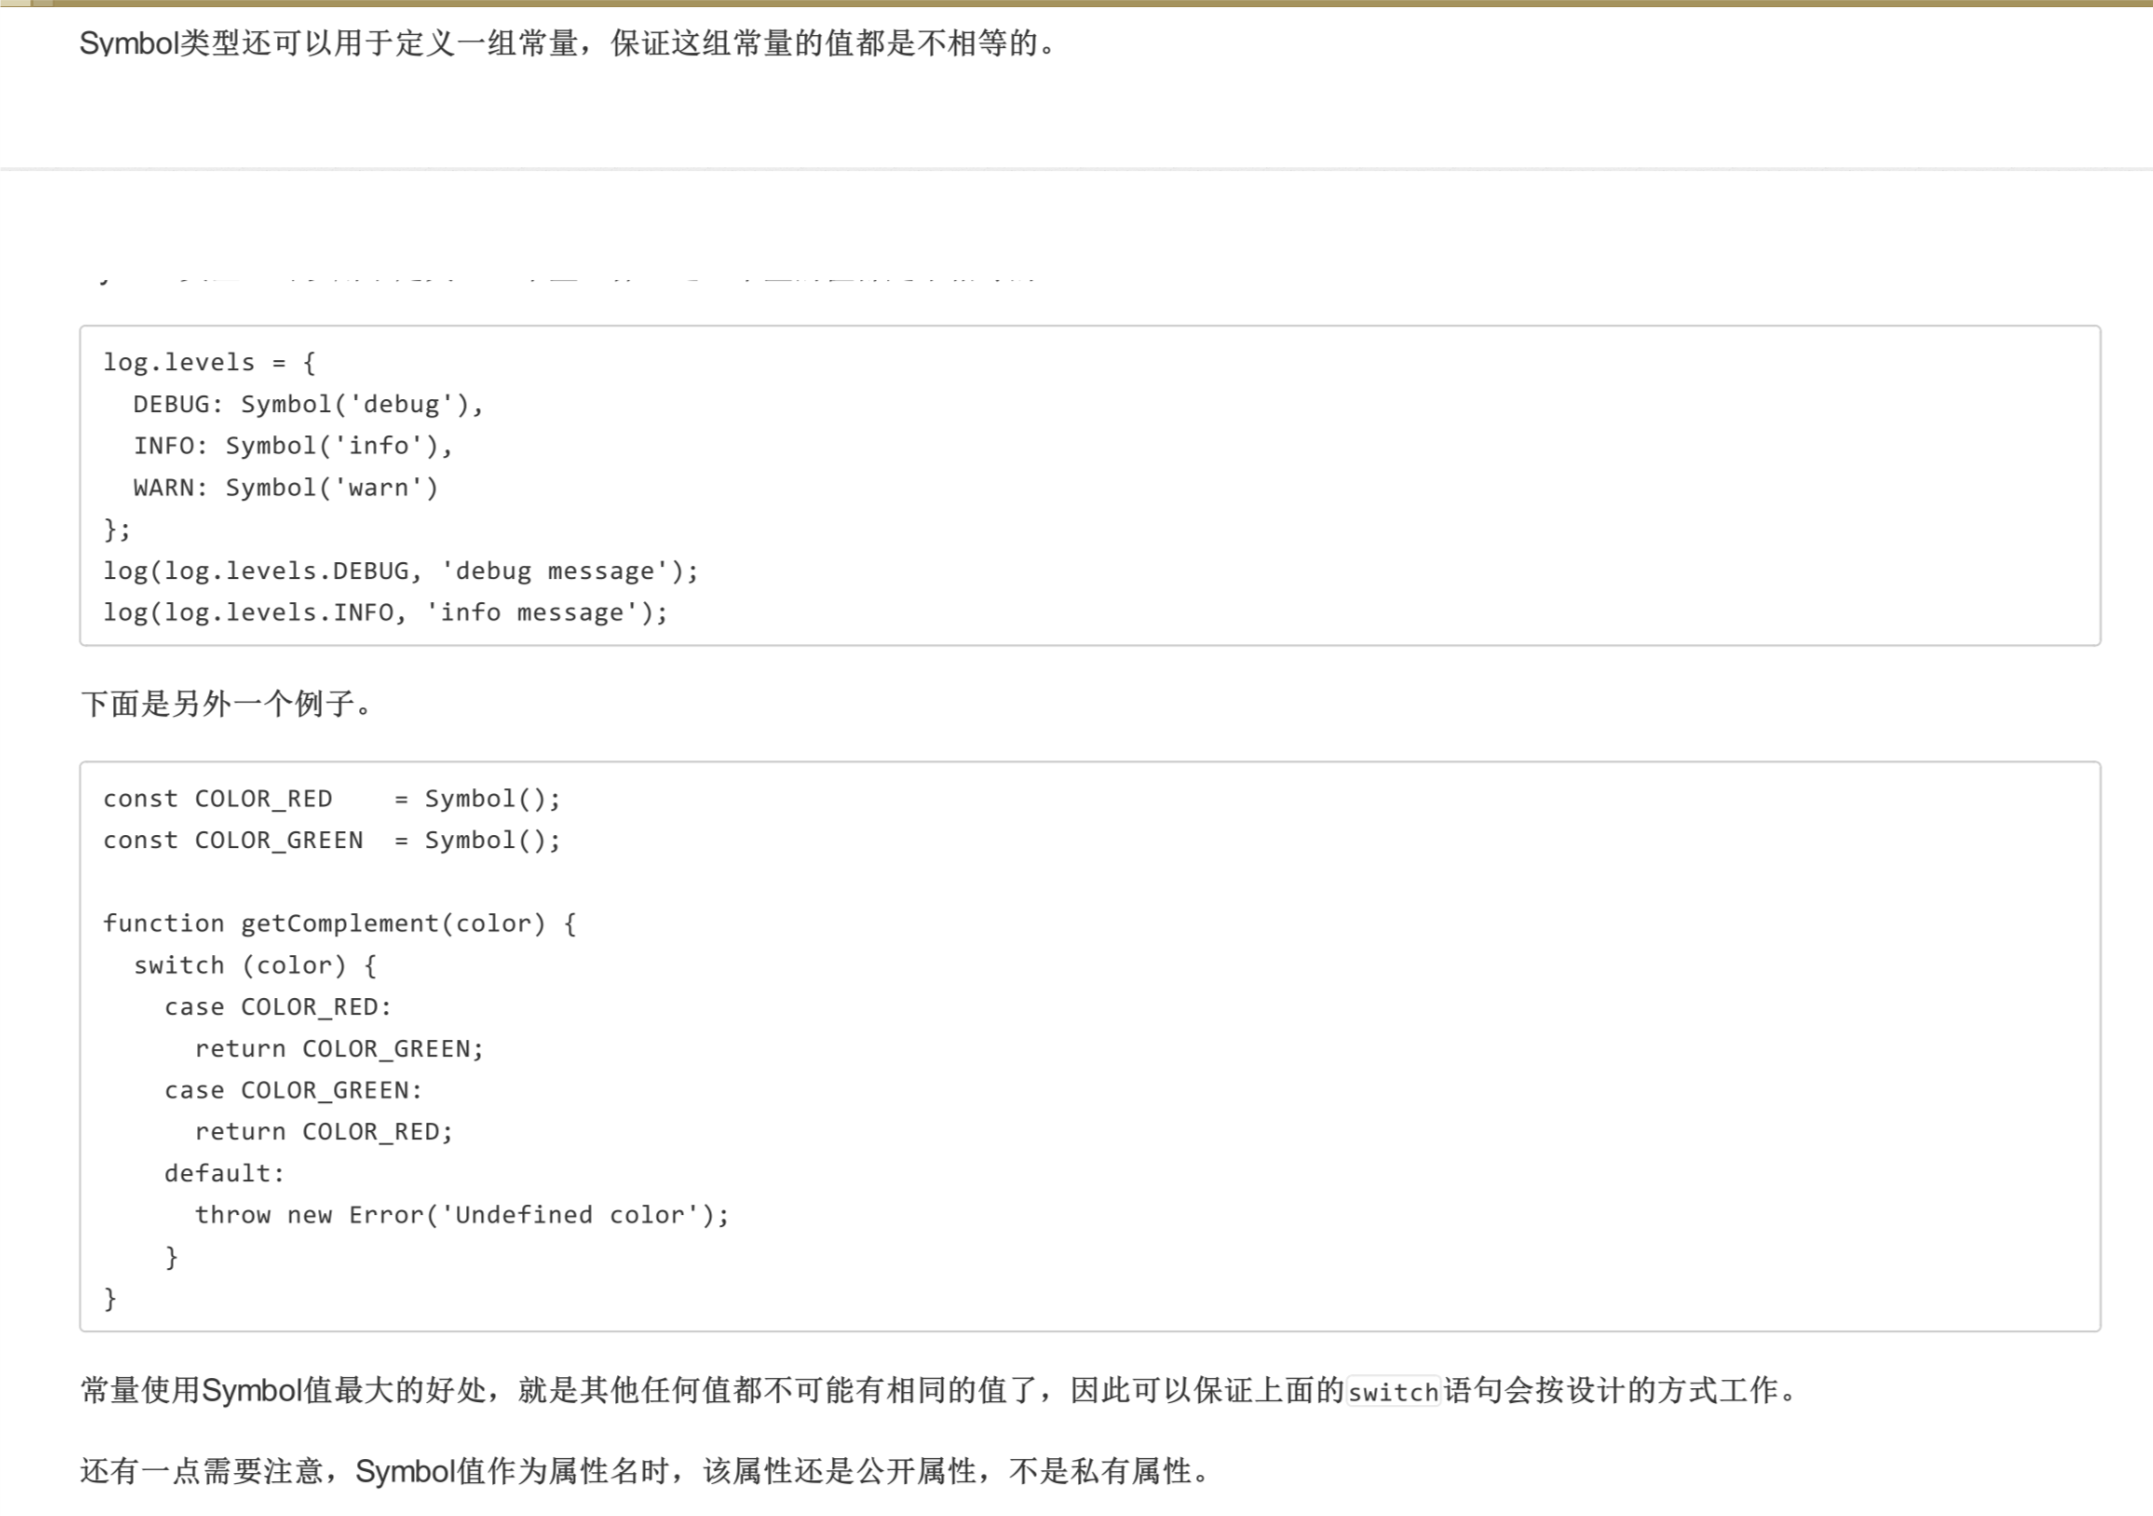 Symbol类型还可以用于定义一组常量，保证这组常量的值都是不相等的。
log.levels = {
  DEBUG: Symbol('debug'),
  INFO: Symbol('info'),
  WARN: Symbol('warn')
};
log(log.levels.DEBUG, 'debug message');
log(log.levels.INFO, 'info message');
下面是另外一个例子。
const COLOR_RED    = Symbol();
const COLOR_GREEN  = Symbol();
function getComplement(color) {
  switch (color) {
    case COLOR_RED:
      return COLOR_GREEN;
    case COLOR_GREEN:
      return COLOR_RED;
    default:
      throw new Error('Undefined color');
    }
}
常量使用Symbol值最大的好处，就是其他任何值都不可能有相同的值了，因此可以保证上面的switch语句会按设计的方式工作。
还有一点需要注意，Symbol值作为属性名时，该属性还是公开属性，不是私有属性。